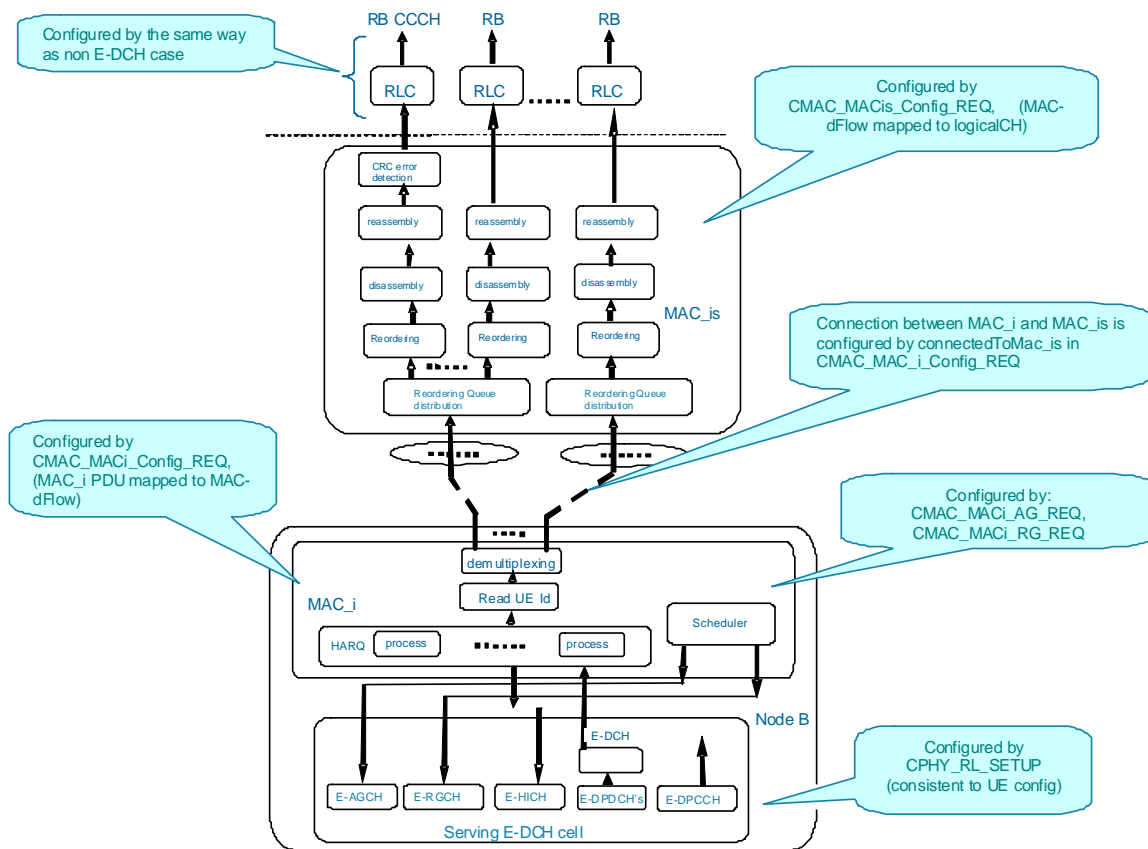 RB CCCH
RB
RB
Configured by the same way
as non E-DCH case
RLC
RLC
RLC
Configured by
CMAC_MACis_Config_REQ, (MAC-
dFlow mapped to logicalCH)
CRC error
detection
reassembly
reassembly
reassembly
disassembly
disassembly
disassembly
MAC_is
Reordering
Reordering
Reordering
Connection between MAC_i and MAC_is is
configured by connectedToMac_is in
CMAC_MAC_i_Config_REQ
Reordering Queue
distribution
Reordering Queue
distribution
Configured by
CMAC_MACi_Config_REQ,
(MAC_i PDU mapped to MAC-
dFlow)
Configured by:
CMAC_MACi_AG_REQ,
CMAC_MACi_RG_REQ
demultiplexing
Read UE Id
MAC_i
Scheduler
HARQ
process
process
Node B
E-DCH
Configured by
CPHY_RL_SETUP
(consistent to UE config)
E-AGCH
E-RGCH
E-HICH
E-DPDCH's
E-DPCCH
Serving E-DCH cell